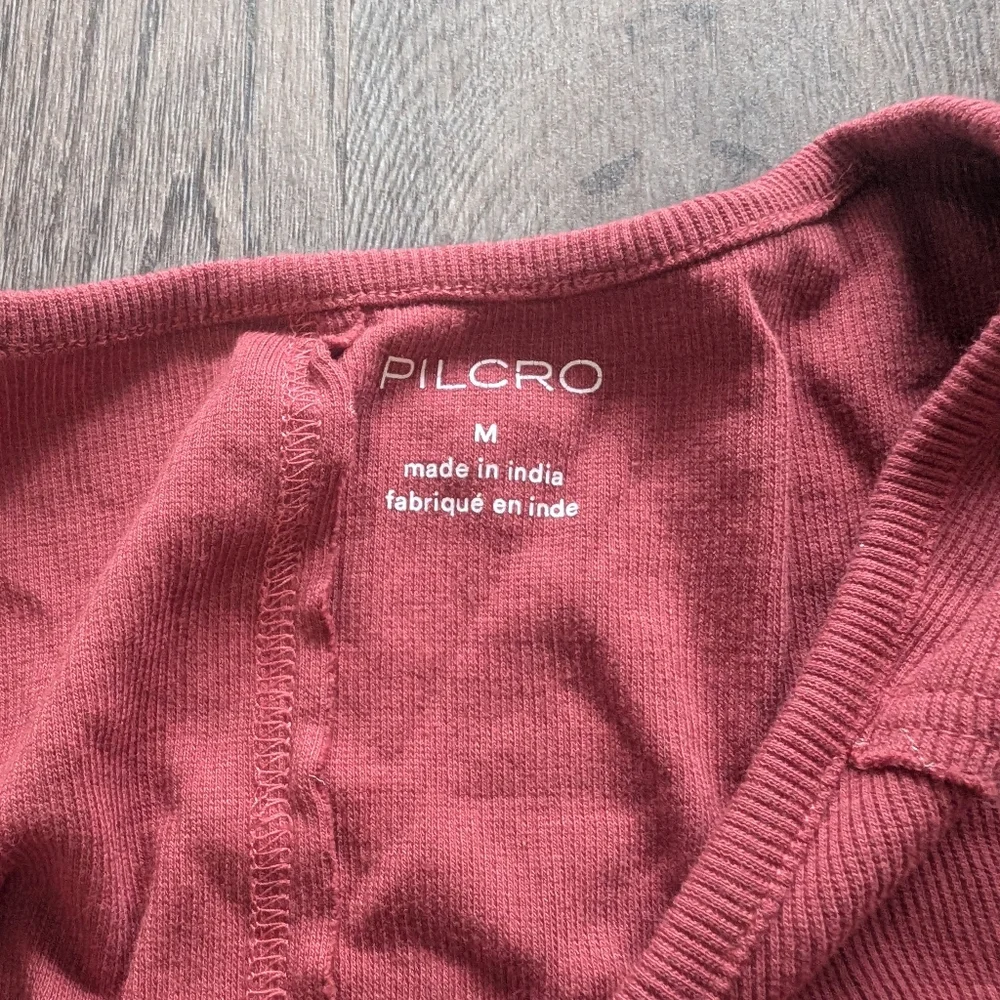 PILCRO
M
made in india
fabriqué en inde